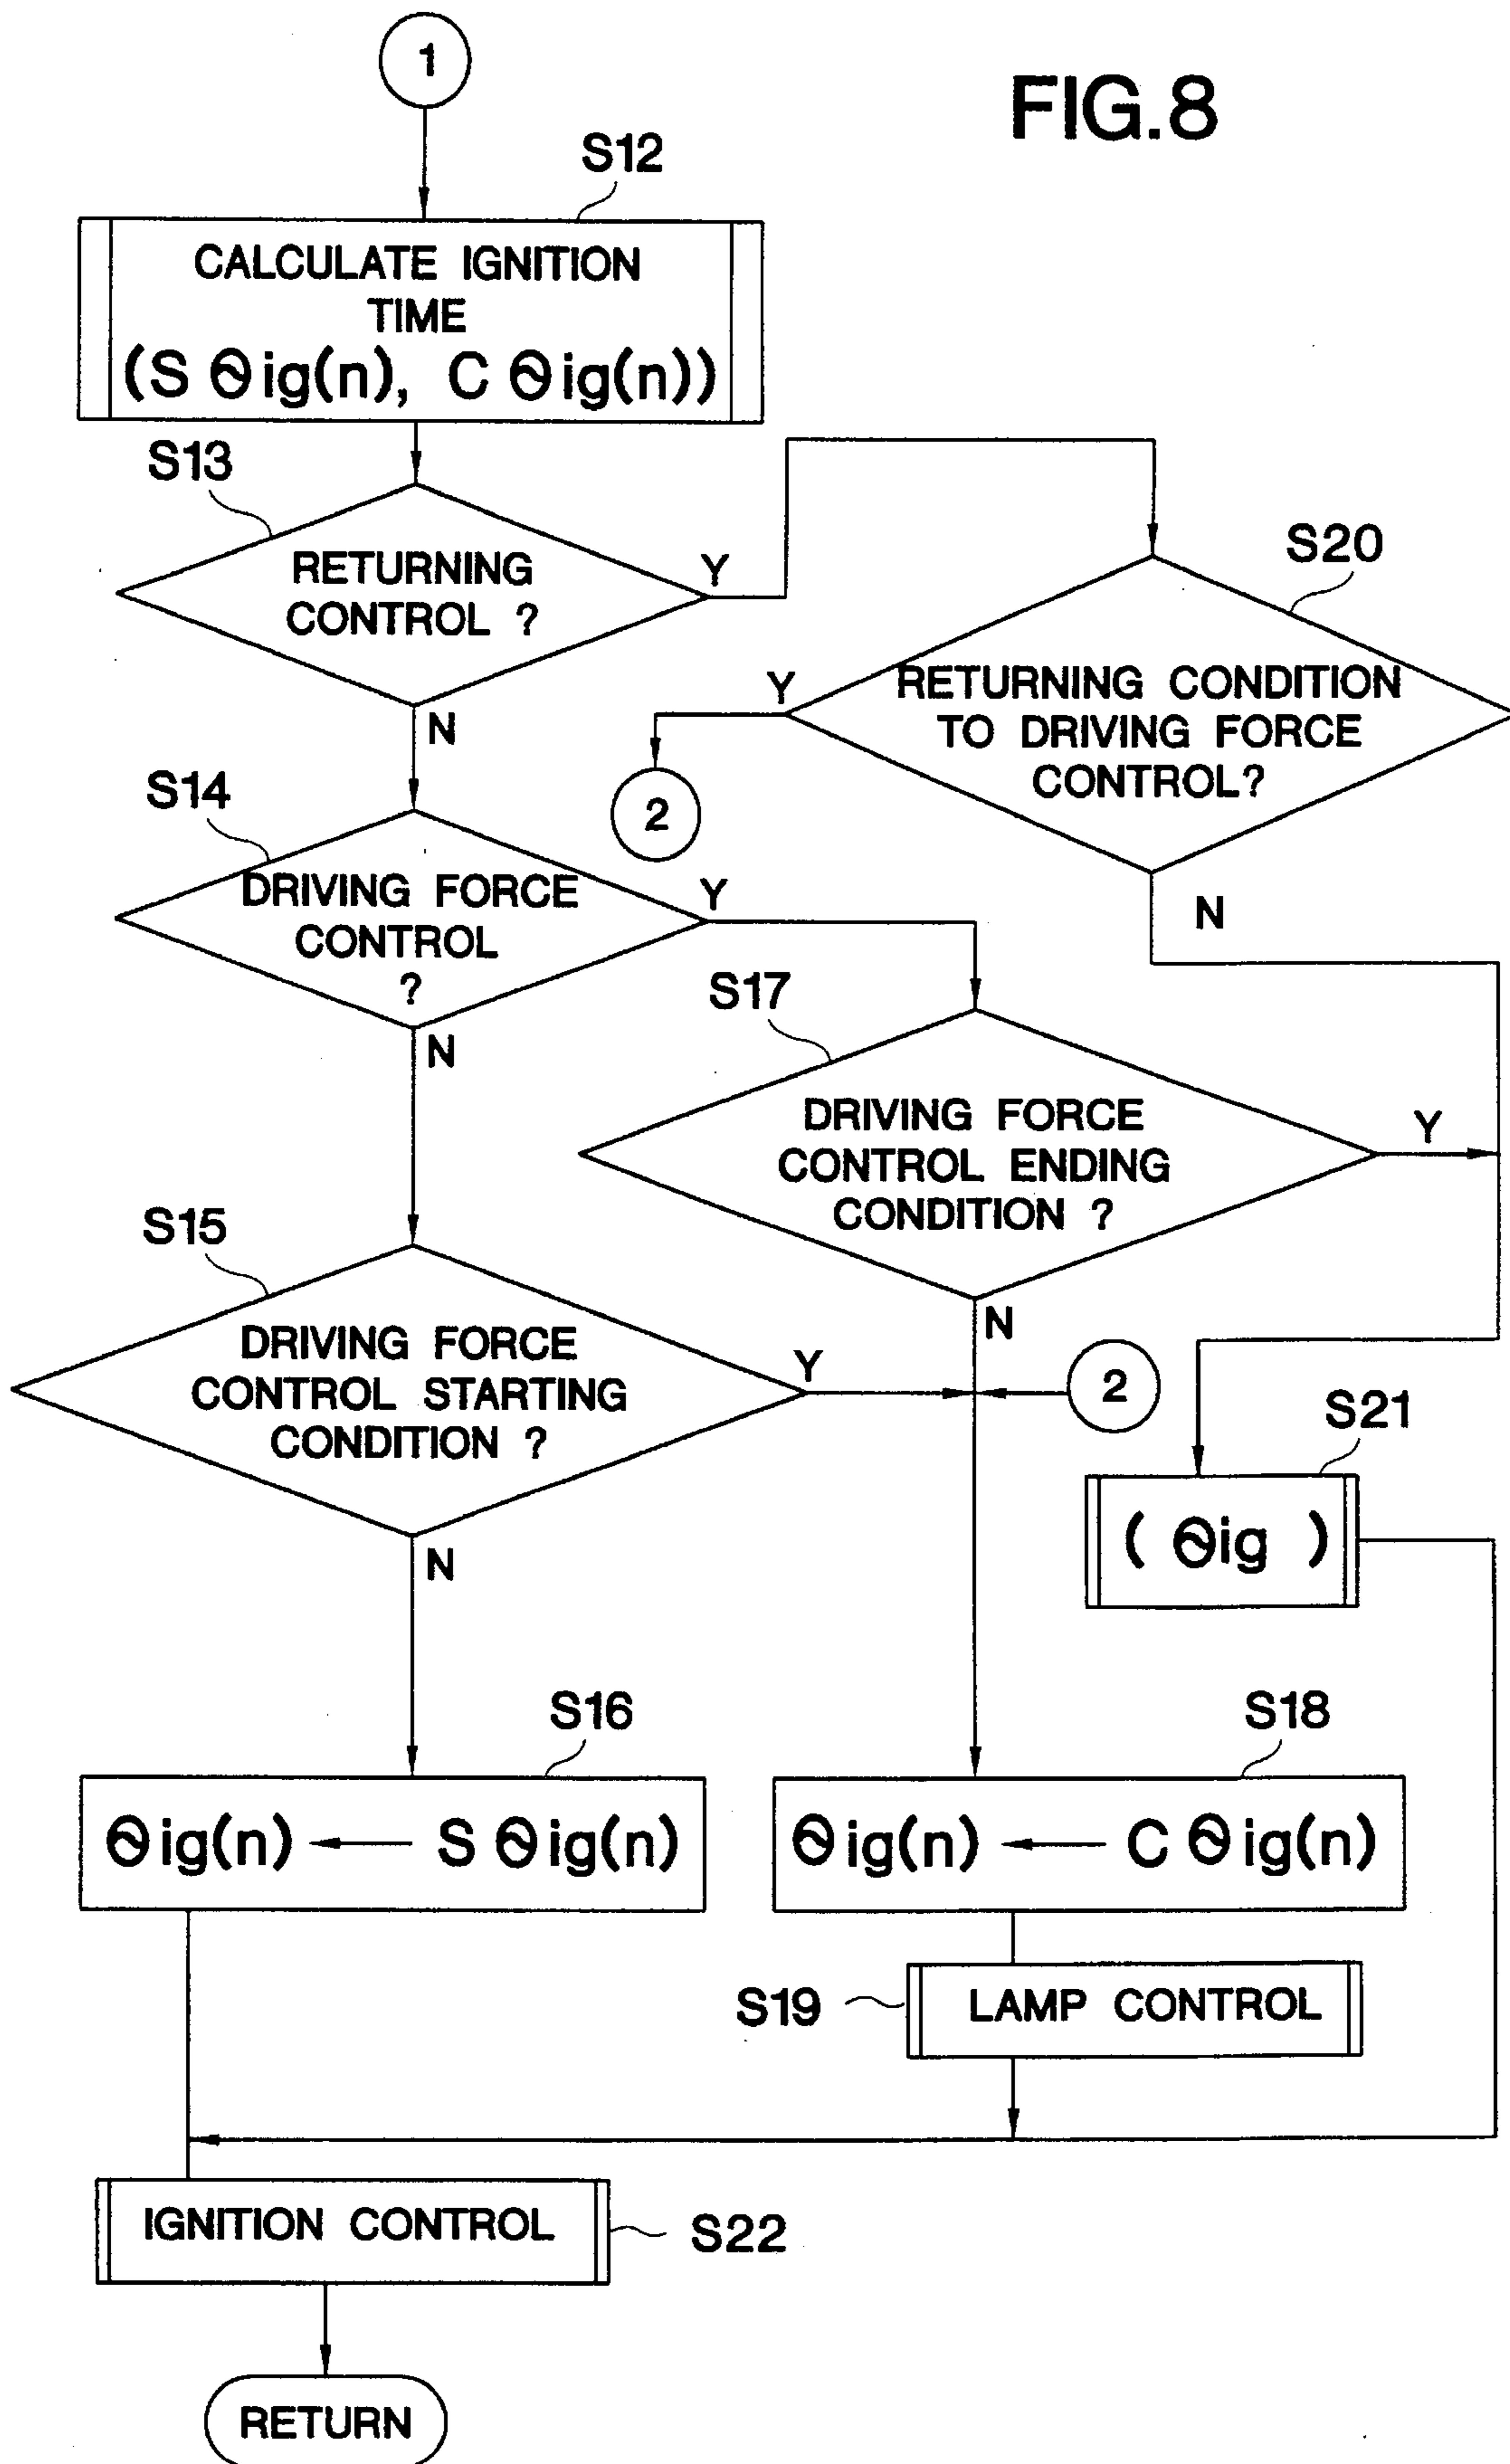 1
FIG.8
S12
CALCULATE IGNITION
TIME
(S Θig(n), C Θig(n))
S13
RETURNING
CONTROL ?
Y
N
S20
RETURNING CONDITION
TO DRIVING FORCE
CONTROL?
Y
N
2
S14
DRIVING FORCE
CONTROL
?
Y
N
S17
DRIVING FORCE
CONTROL ENDING
CONDITION ?
Y
N
S15
DRIVING FORCE
CONTROL STARTING
CONDITION ?
Y
N
2
S21
( Θig )
S16
Θig(n) ← S Θig(n)
S18
Θig(n) ← C Θig(n)
S19
LAMP CONTROL
IGNITION CONTROL
S22
RETURN